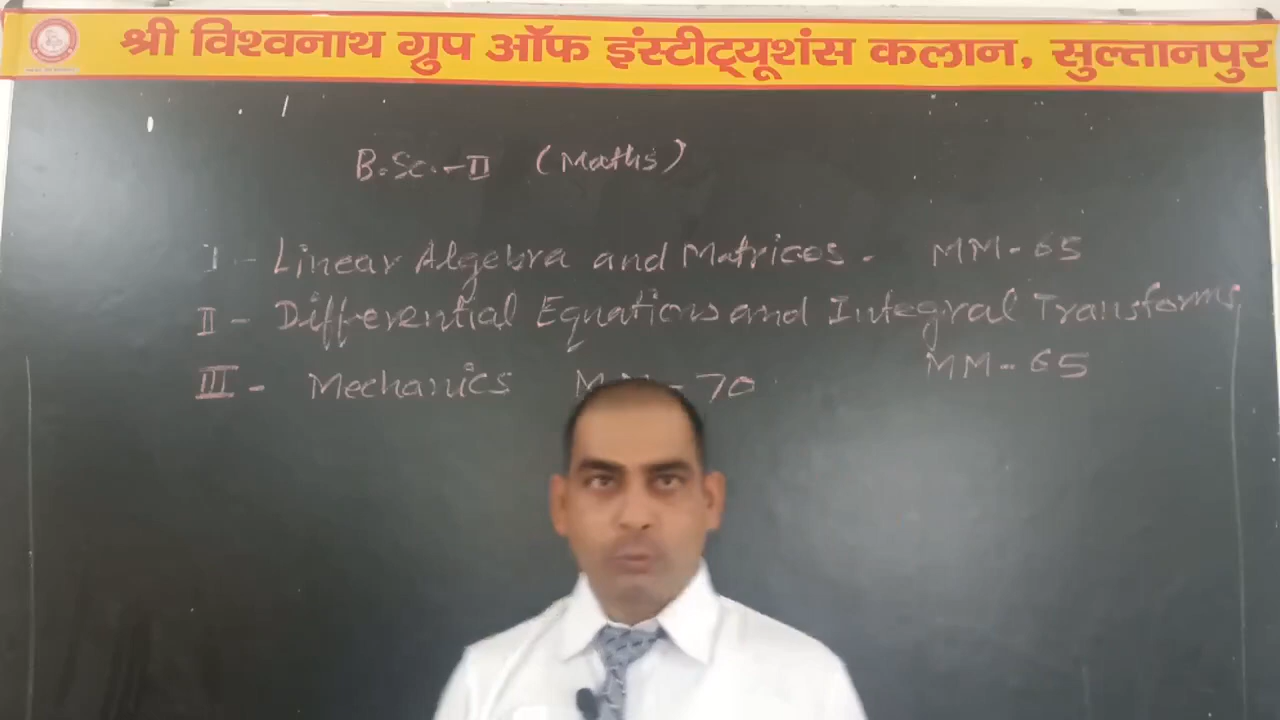 श्री विश्वनाथ ग्रुप ऑफ इंस्टीट्यूशंस कलान, सुल्तानपुर
B.Sc.-II (Maths)
I - Linear Algebra and Matrices. MM-65
II - Differential Equations and Integral Transforms
MM-65
III - Mechanics 70